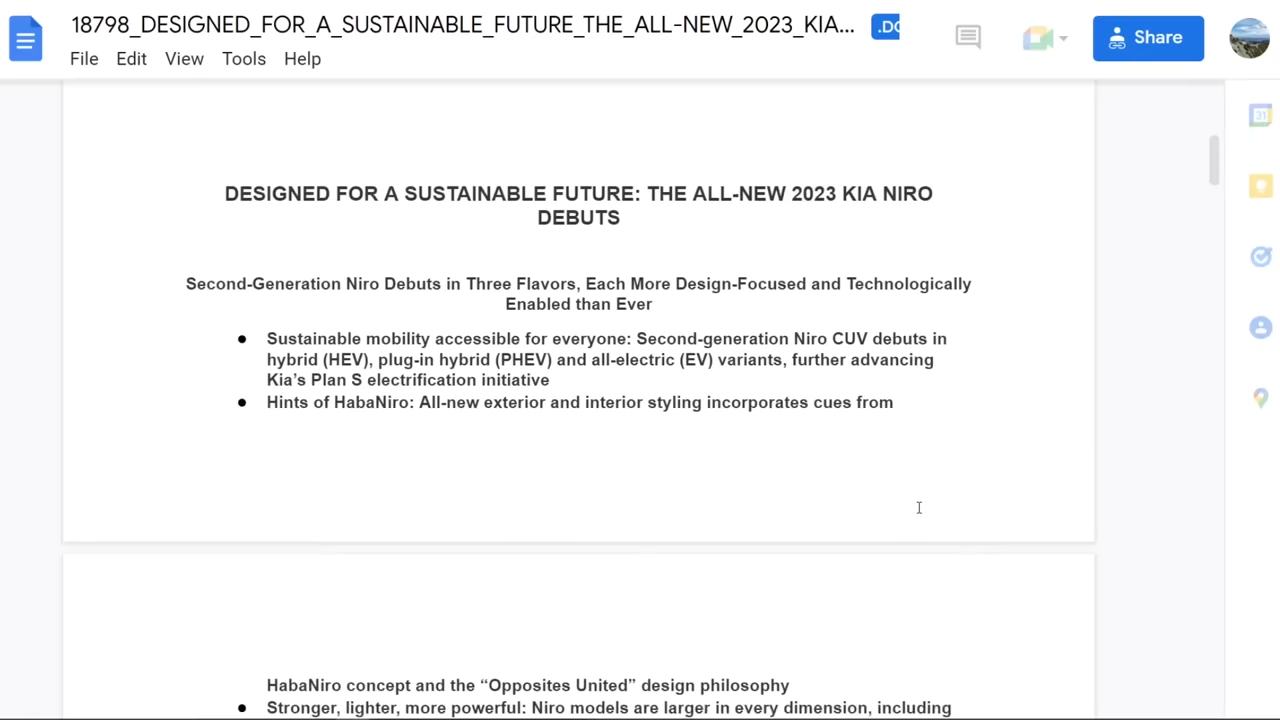 18798_DESIGNED_FOR_A_SUSTAINABLE_FUTURE_THE_ALL-NEW_2023_KIA...
.DO
File Edit View Tools Help
Share
31
DESIGNED FOR A SUSTAINABLE FUTURE: THE ALL-NEW 2023 KIA NIRO
DEBUTS
Second-Generation Niro Debuts in Three Flavors, Each More Design-Focused and Technologically
Enabled than Ever
● Sustainable mobility accessible for everyone: Second-generation Niro CUV debuts in
hybrid (HEV), plug-in hybrid (PHEV) and all-electric (EV) variants, further advancing
Kia’s Plan S electrification initiative
● Hints of HabaNiro: All-new exterior and interior styling incorporates cues from
HabaNiro concept and the “Opposites United” design philosophy
● Stronger, lighter, more powerful: Niro models are larger in every dimension, including